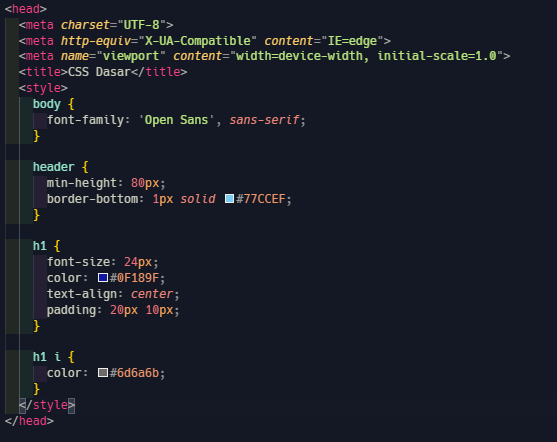 <head>
<meta charset="UTF-8">
<meta http-equiv="X-UA-Compatible" content="IE=edge">
<meta name="viewport" content="width=device-width, initial-scale=1.0">
<title>CSS Dasar</title>
<style>
body {
font-family: 'Open Sans', sans-serif;
}
header {
min-height: 80px;
border-bottom: 1px solid #77CCEF;
}
h1 {
font-size: 24px;
color: #0F189F;
text-align: center;
padding: 20px 10px;
}
h1 i {
color: #6d6a6b;
}
</style>
</head>